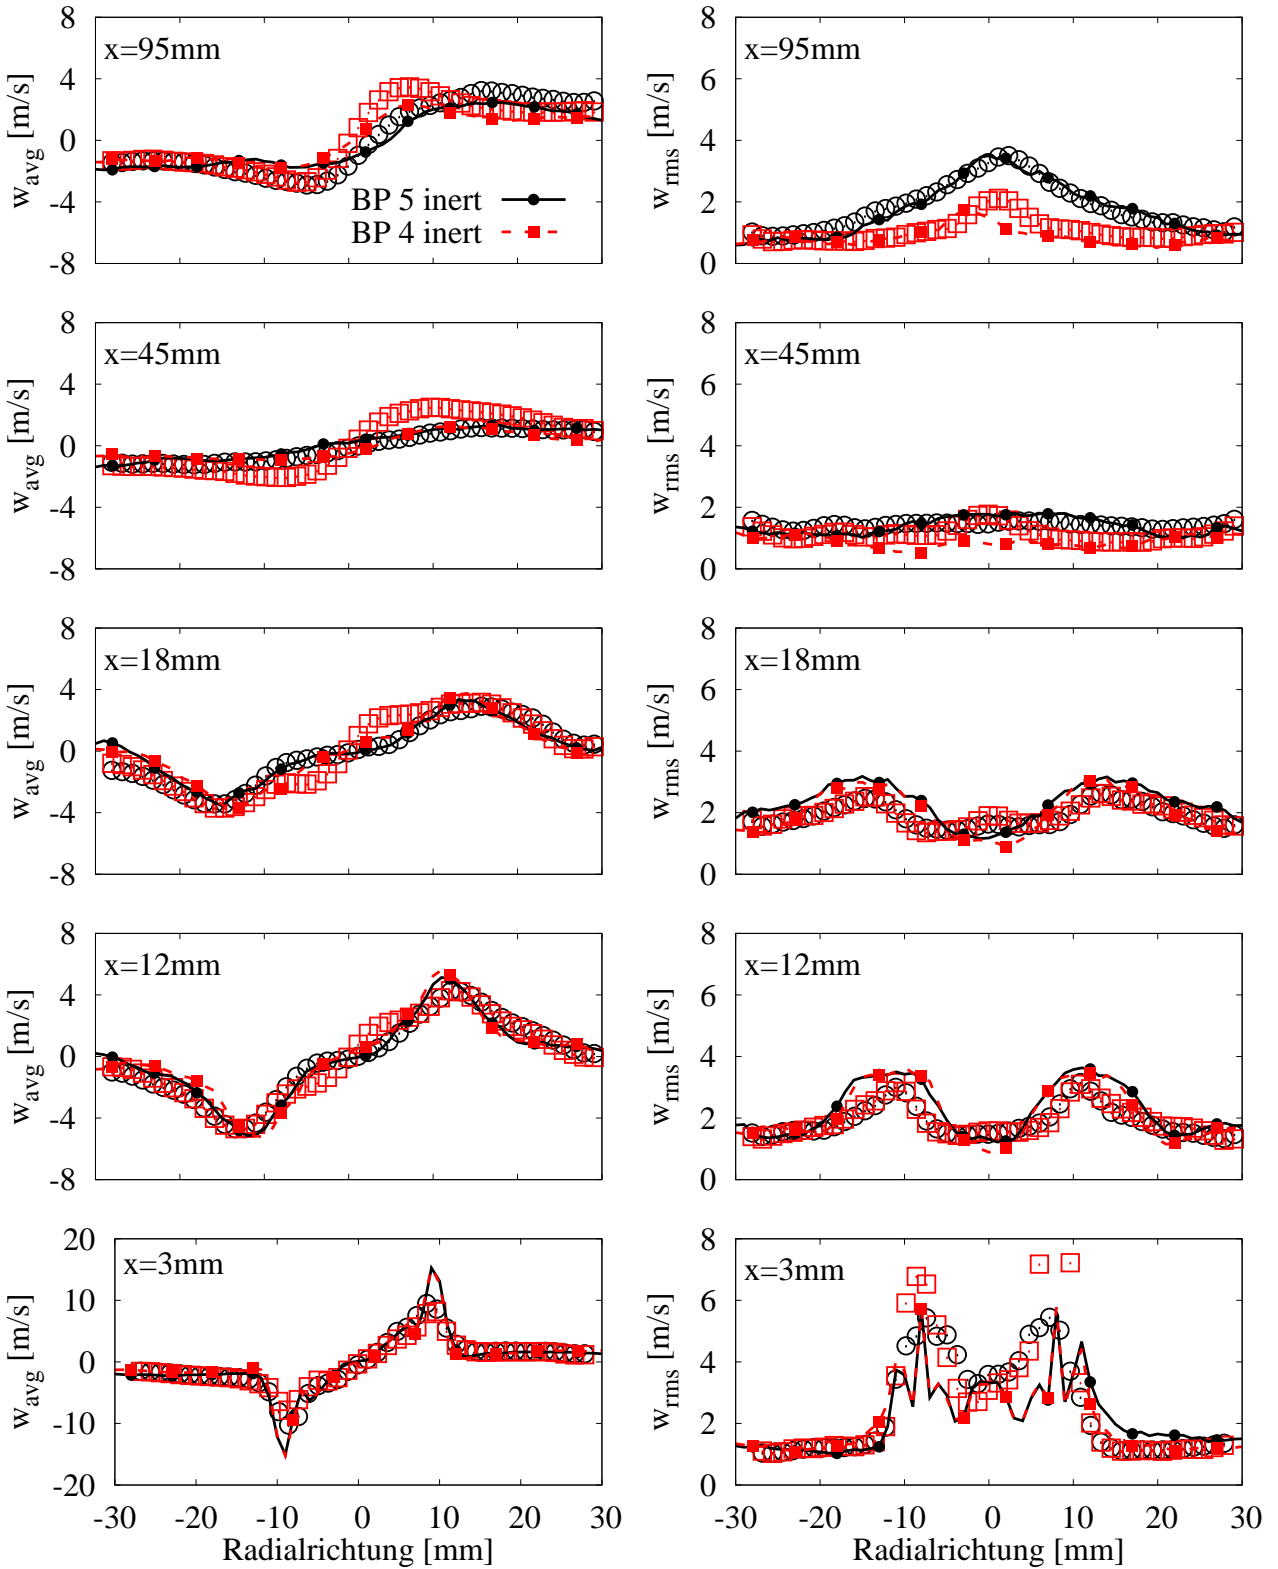 8
4
0
-4
-8
w_avg [m/s]
x=95mm
BP 5 inert
BP 4 inert
8
6
4
2
0
w_rms [m/s]
x=95mm
8
4
0
-4
-8
w_avg [m/s]
x=45mm
8
6
4
2
0
w_rms [m/s]
x=45mm
8
4
0
-4
-8
w_avg [m/s]
x=18mm
8
6
4
2
0
w_rms [m/s]
x=18mm
8
4
0
-4
-8
w_avg [m/s]
x=12mm
8
6
4
2
0
w_rms [m/s]
x=12mm
20
10
0
-10
-20
w_avg [m/s]
x=3mm
-30 -20 -10 0 10 20 30
Radialrichtung [mm]
8
6
4
2
0
w_rms [m/s]
x=3mm
-30 -20 -10 0 10 20 30
Radialrichtung [mm]